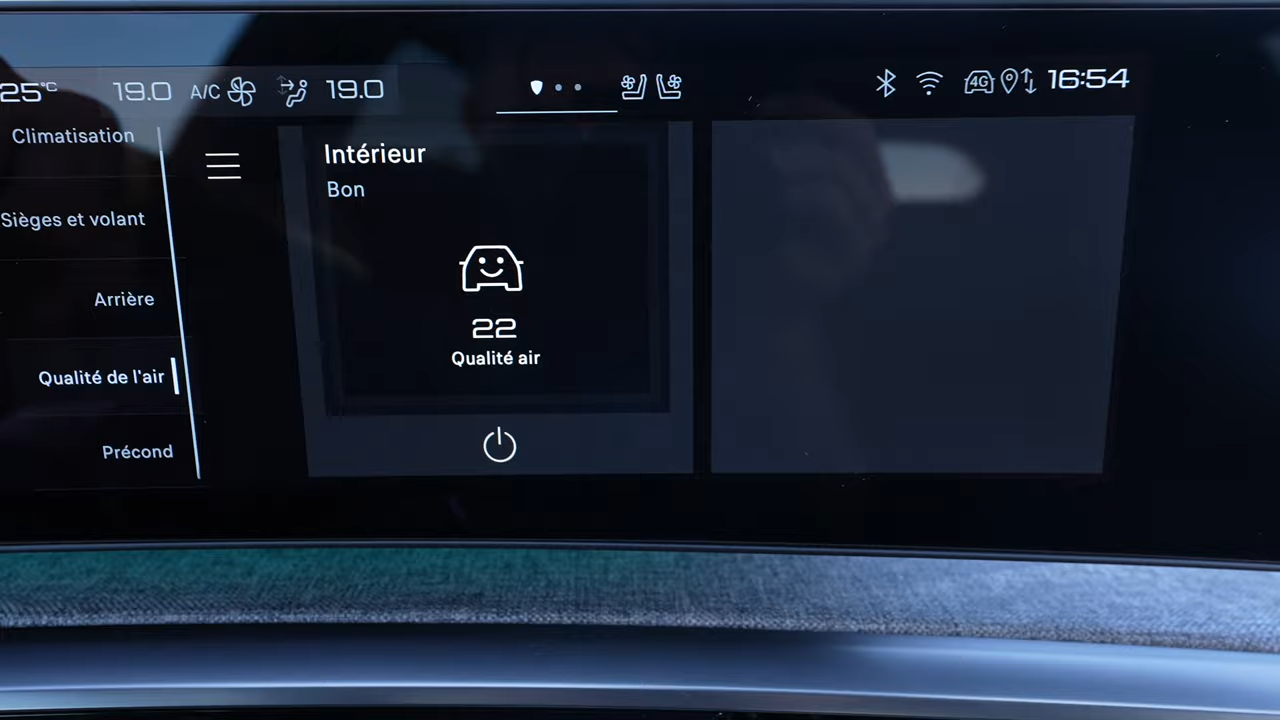 25°C 19.0 A/C 19.0 4G 16:54
Climatisation
Sièges et volant
Arrière
Qualité de l'air
Précond
Intérieur
Bon
22
Qualité air